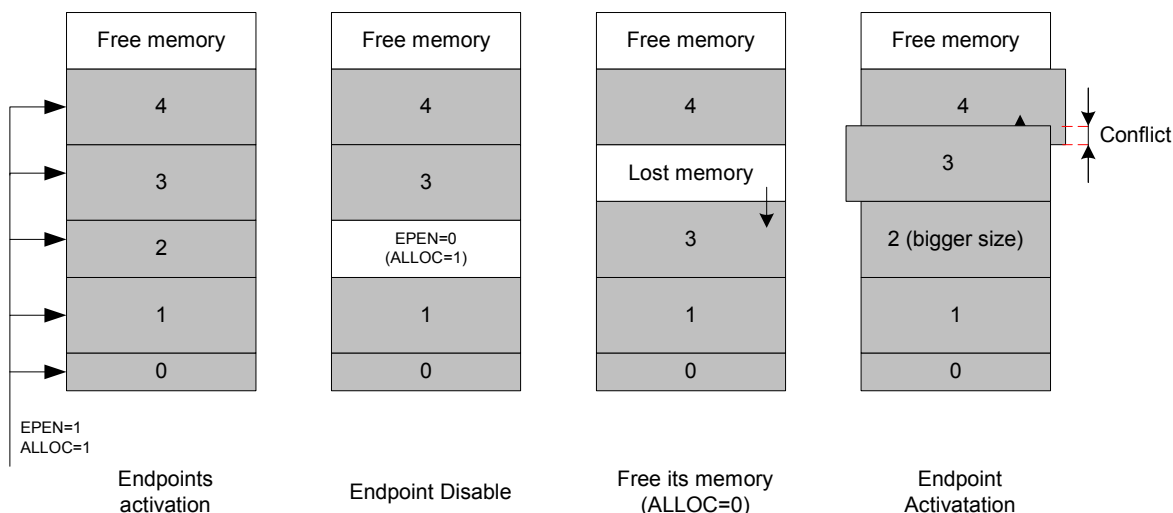 Free memory
4
3
2
1
0
EPEN=1
ALLOC=1
Endpoints
activation
Free memory
4
3
EPEN=0
(ALLOC=1)
1
0
Endpoint Disable
Free memory
4
Lost memory
3
1
0
Free its memory
(ALLOC=0)
Free memory
4
3
2 (bigger size)
1
0
Conflict
Endpoint
Activatation